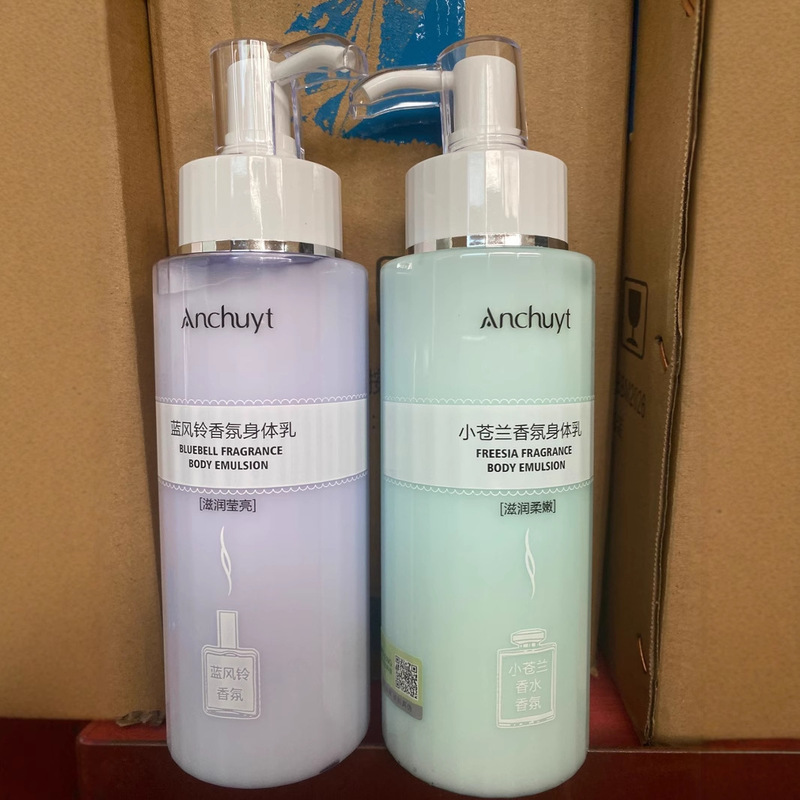 Anchuyt
蓝风铃香氛身体乳
BLUEBELL FRAGRANCE
BODY EMULSION
[滋润莹亮]
蓝风铃
香氛
Anchuyt
小苍兰香氛身体乳
FREESIA FRAGRANCE
BODY EMULSION
[滋润柔嫩]
小苍兰
香水
香氛